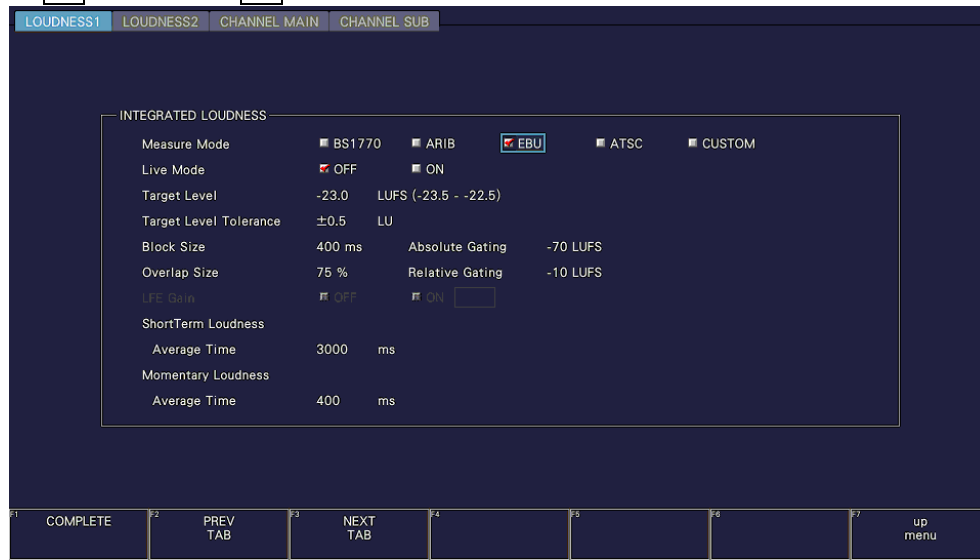 LOUDNESS1 LOUDNESS2 CHANNEL MAIN CHANNEL SUB
INTEGRATED LOUDNESS
Measure Mode BS1770 ARIB EBU ATSC CUSTOM
Live Mode OFF ON
Target Level -23.0 LUFS (-23.5 - -22.5)
Target Level Tolerance ±0.5 LU
Block Size 400 ms Absolute Gating -70 LUFS
Overlap Size 75 % Relative Gating -10 LUFS
LFE Gain OFF ON
ShortTerm Loudness
Average Time 3000 ms
Momentary Loudness
Average Time 400 ms
F1 COMPLETE F2 PREV F3 NEXT F4 F5 F6 F7 up
TAB TAB menu